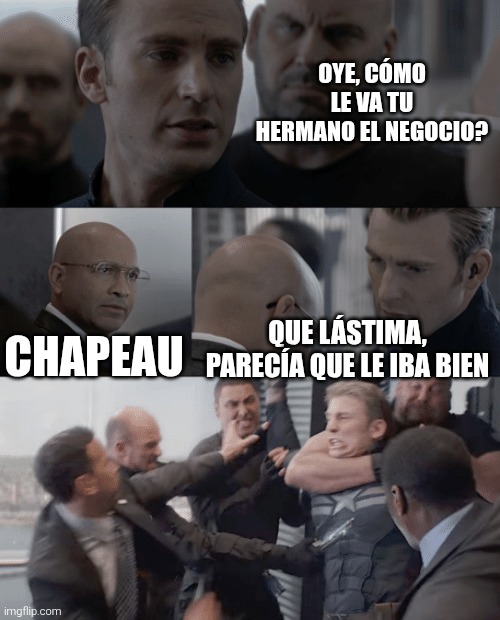 OYE, CÓMO
LE VA TU
HERMANO EL NEGOCIO?
CHAPEAU
QUE LÁSTIMA,
PARECÍA QUE LE IBA BIEN
imgflip.com